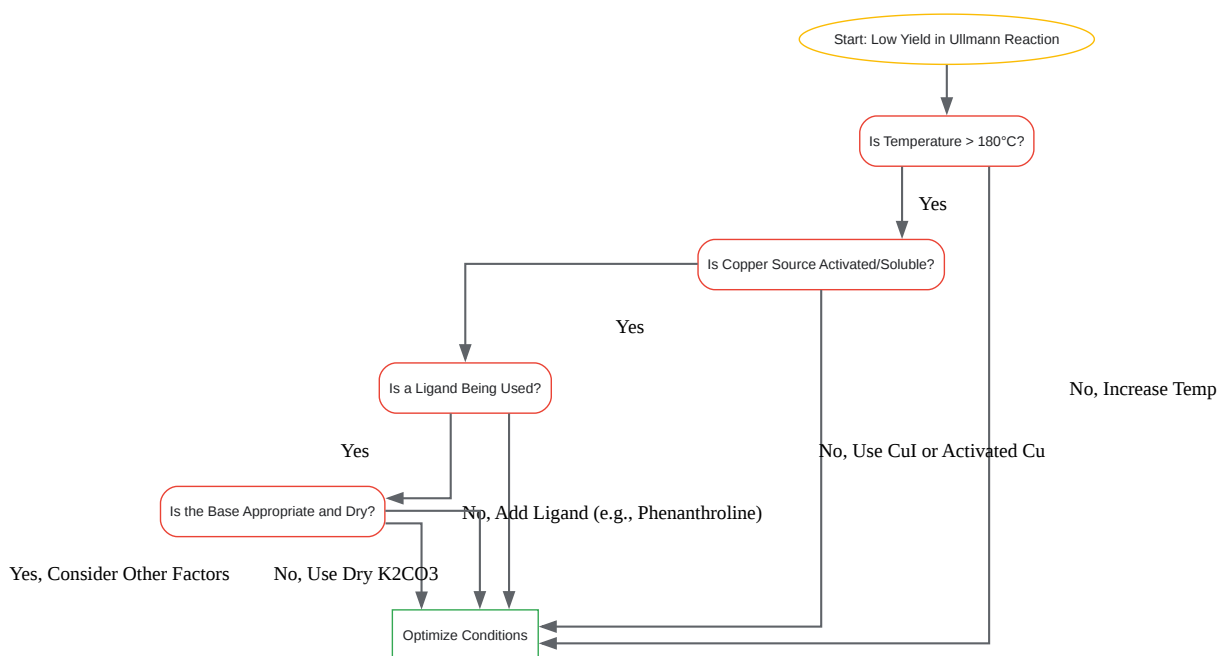 Start: Low Yield in Ullmann Reaction
Is Temperature > 180°C?
Yes
Is Copper Source Activated/Soluble?
Yes
Is a Ligand Being Used?
No, Increase Temp
Yes
No, Use CuI or Activated Cu
Is the Base Appropriate and Dry?
No, Add Ligand (e.g., Phenanthroline)
Yes, Consider Other Factors
No, Use Dry K2CO3
Optimize Conditions